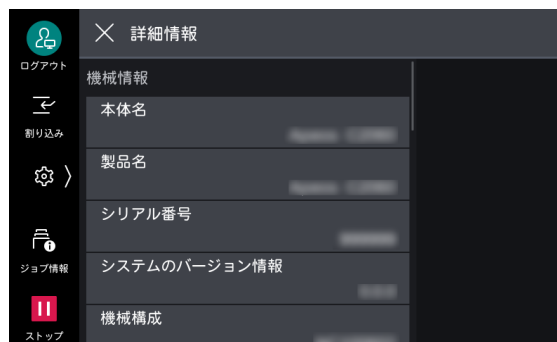 詳細情報
ログアウト
機械情報
本体名
割り込み
製品名
シリアル番号
ジョブ情報
システムのバージョン情報
機械構成
ストップ